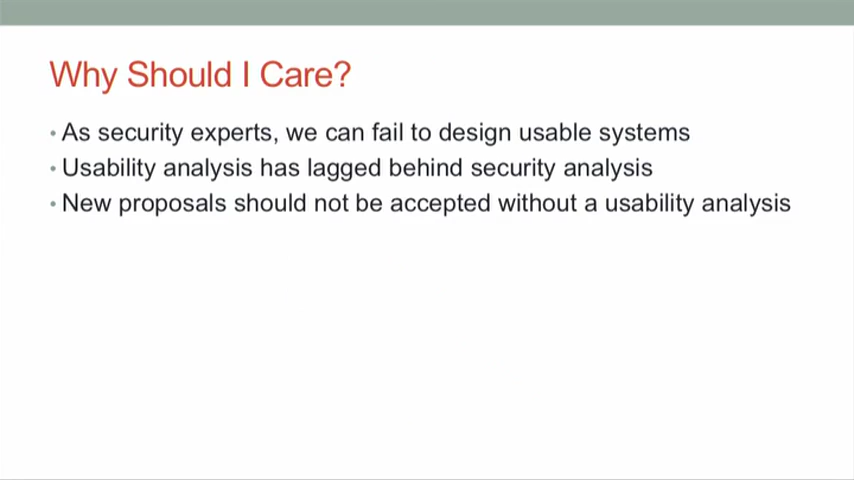 Why Should I Care?
• As security experts, we can fail to design usable systems
• Usability analysis has lagged behind security analysis
• New proposals should not be accepted without a usability analysis